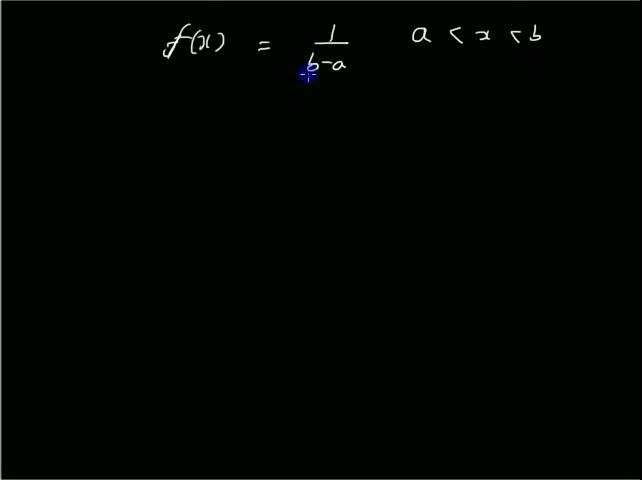 f(x) = 1/(b-a) a < x < b